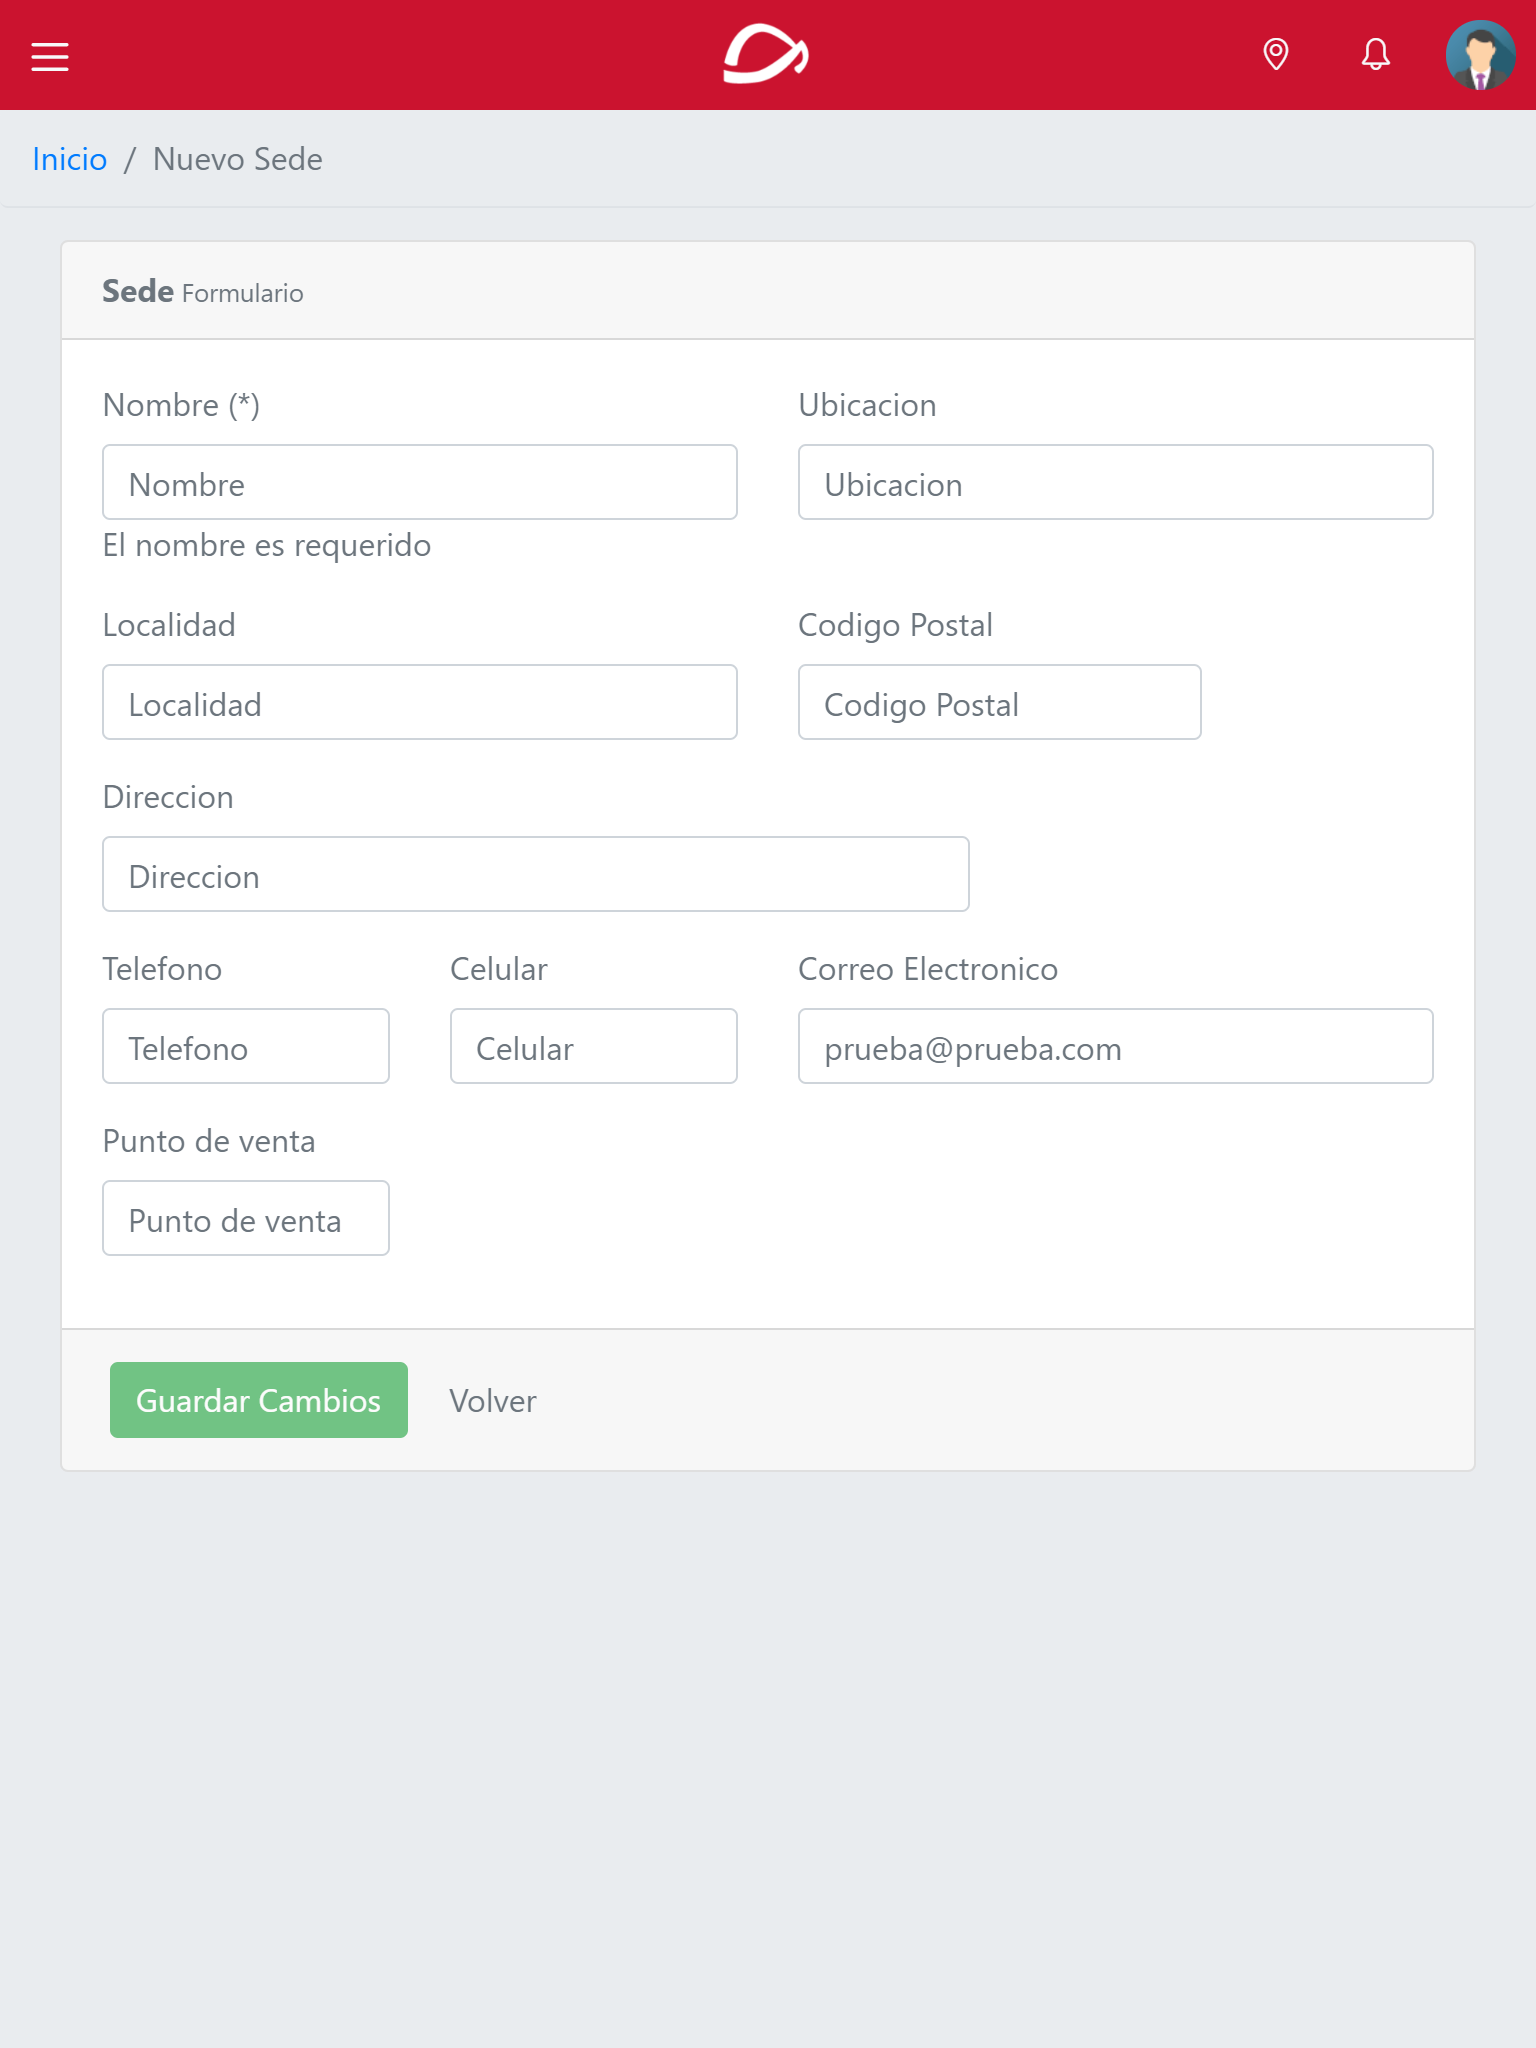 Inicio / Nuevo Sede
Sede Formulario
Nombre (*)
Ubicacion
Nombre
Ubicacion
El nombre es requerido
Localidad
Codigo Postal
Localidad
Codigo Postal
Direccion
Direccion
Telefono
Celular
Correo Electronico
Telefono
Celular
prueba@prueba.com
Punto de venta
Punto de venta
Guardar Cambios
Volver